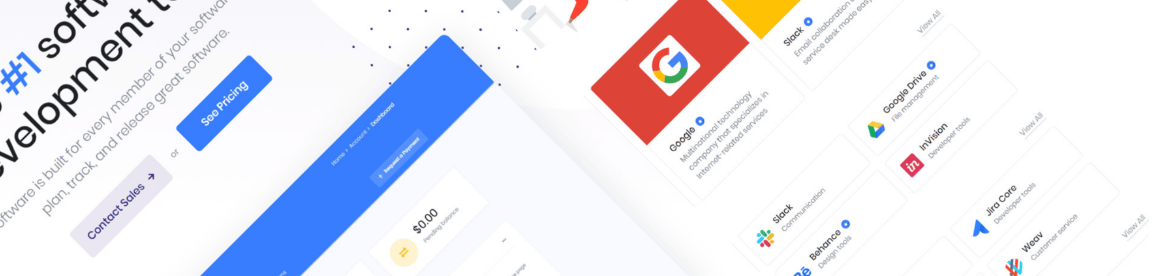 #1 softw
velopment to
ftware is built for every member of your software
plan, track, and release great software.
Contact Sales
or
See Pricing
Home Account Dashboard
Request a Payment
$0.00
Pending balance
Google
Multinational technology
company that specializes in
Internet-related services
Slack
Email collaboration
service desk made easy
View All
Google Drive
File management
InVision
Developer tools
View All
Slack
Communication
Behance
Design tools
Jira Core
Developer tools
Weav
Customer service
View All